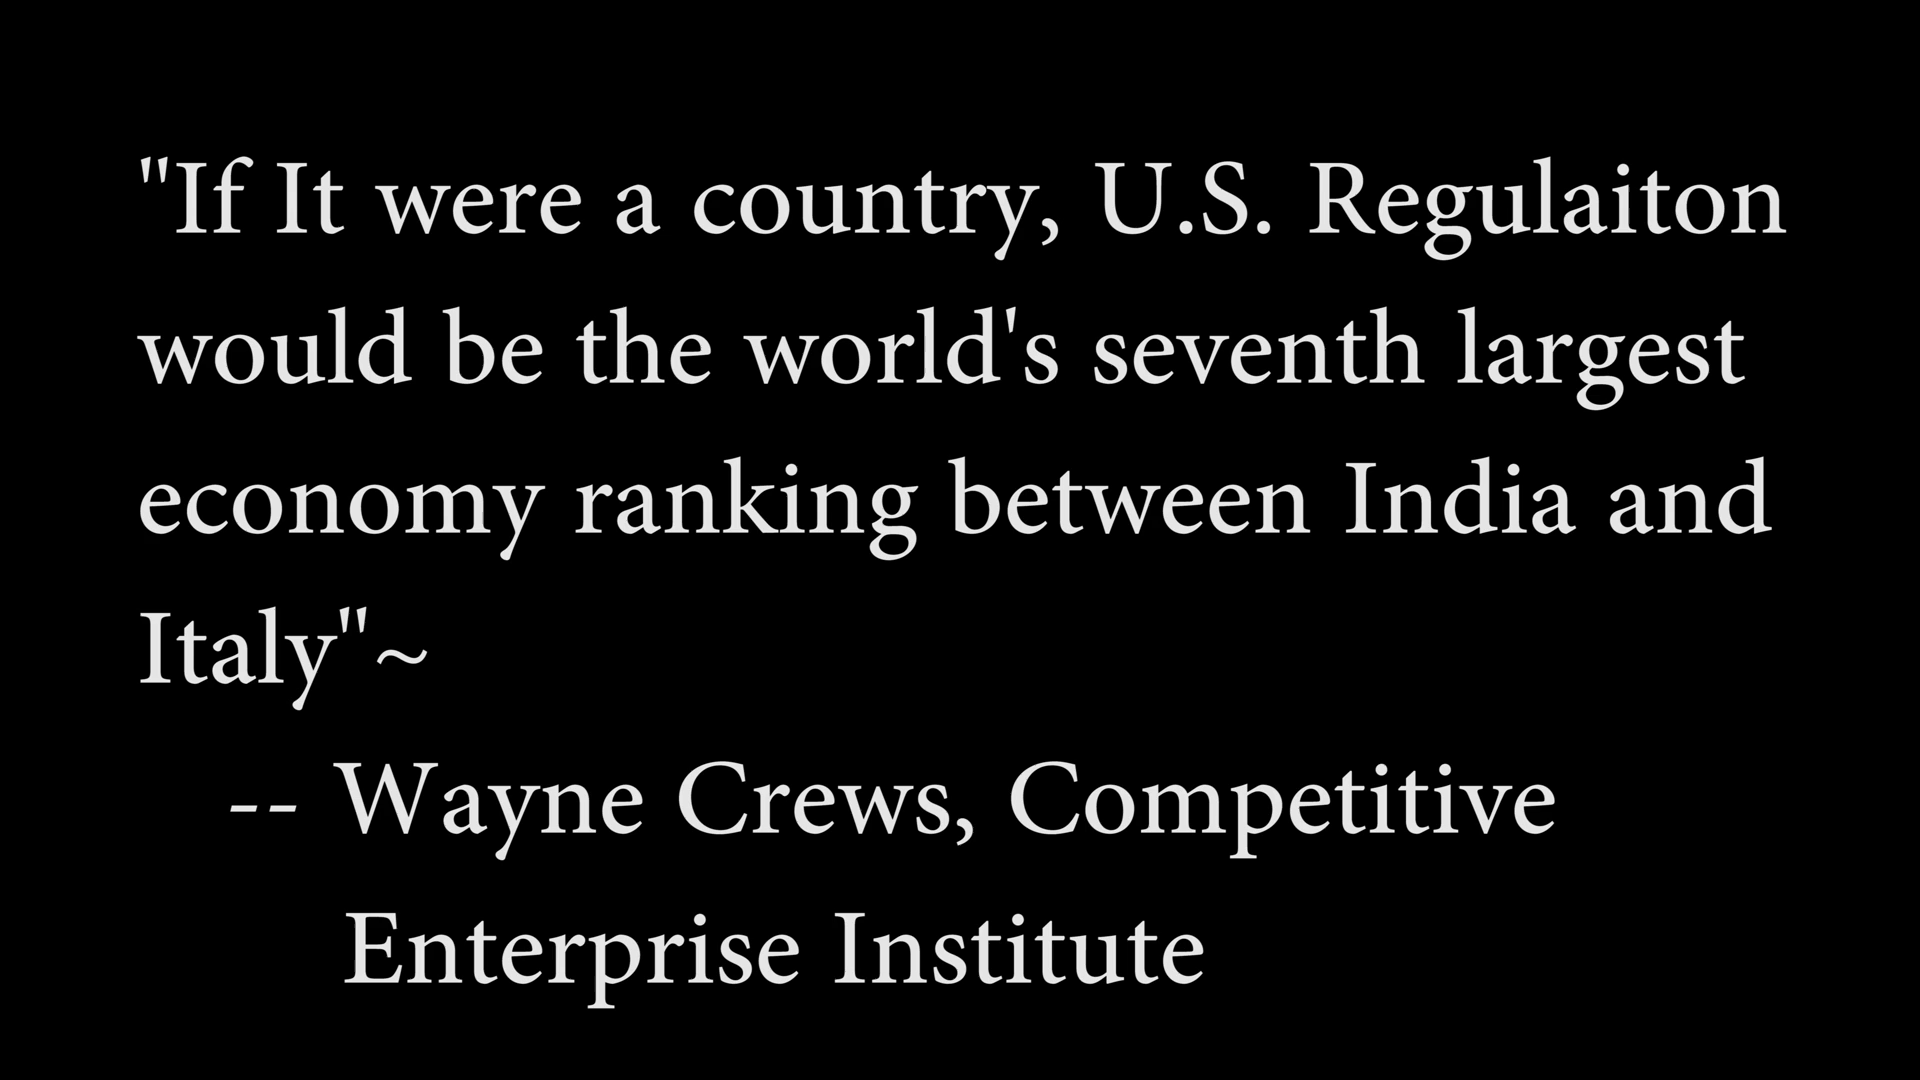 "If It were a country, U.S. Regulaiton
would be the world's seventh largest
economy ranking between India and
Italy"~
-- Wayne Crews, Competitive
Enterprise Institute